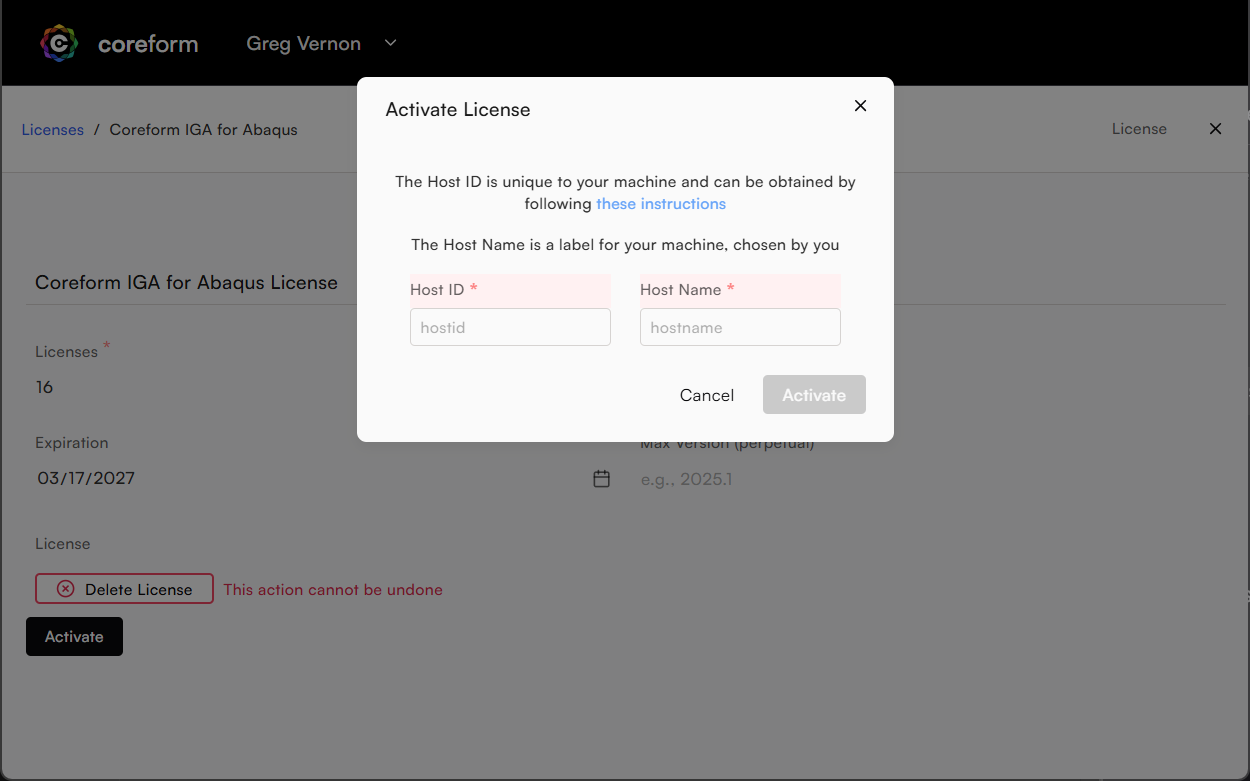 coreform
Greg Vernon
Activate License
Licenses / Coreform IGA for Abaqus
License
The Host ID is unique to your machine and can be obtained by
following these instructions
The Host Name is a label for your machine, chosen by you
Coreform IGA for Abaqus License
Host ID *
Host Name *
hostid
hostname
Licenses *
16
Cancel
Activate
Expiration
Max Version (perpetual)
03/17/2027
e.g., 2025.1
License
Delete License
This action cannot be undone
Activate